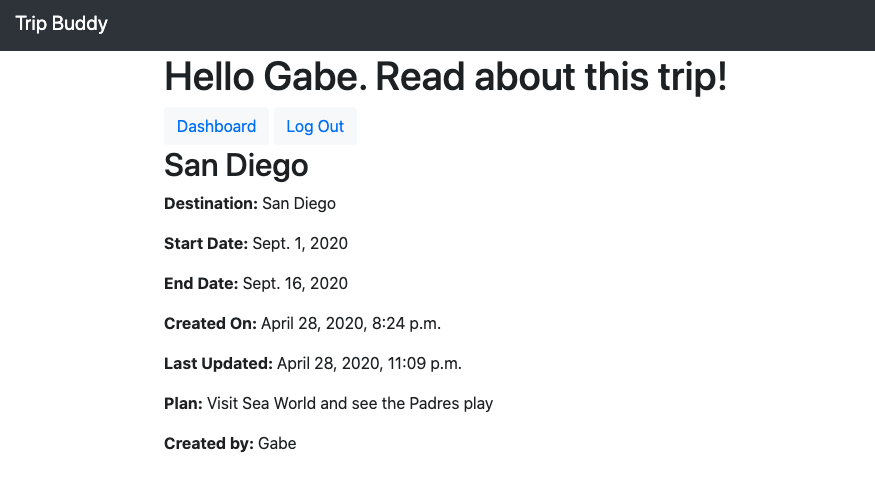 Trip Buddy
Hello Gabe. Read about this trip!
Dashboard Log Out
San Diego
Destination: San Diego
Start Date: Sept. 1, 2020
End Date: Sept. 16, 2020
Created On: April 28, 2020, 8:24 p.m.
Last Updated: April 28, 2020, 11:09 p.m.
Plan: Visit Sea World and see the Padres play
Created by: Gabe